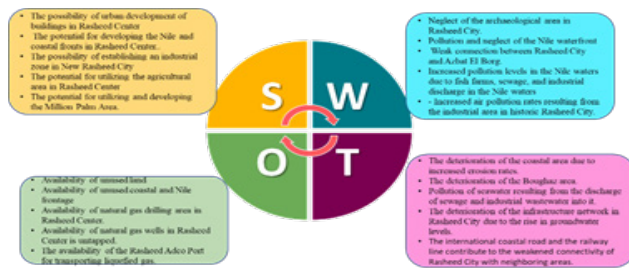 • The possibility of urban development of
buildings in Rasheed Center
• The potential for developing the Nile and
coastal fronts in Rasheed Center..
• The possibility of establishing an industrial
zone in New Rasheed City
• The potential for utilizing the agricultural
area in Rasheed Center
• The potential for utilizing and developing
the Million Palm Area.
• Neglect of the archaeological area in
Rasheed City.
• Pollution and neglect of the Nile waterfront
• Weak connection between Rasheed City
and Azbat El Borg.
• Increased pollution levels in the Nile waters
due to fish farms, sewage, and industrial
discharge in the Nile waters
• - Increased air pollution rates resulting from
the industrial area in historic Rasheed City.
S W
O T
• Availability of unused land
• Availability of unused coastal and Nile
frontage
• Availability of natural gas drilling area in
Rasheed Center.
• Availability of natural gas wells in Rasheed
Center is untapped.
• The availability of the Rasheed Adco Port
for transporting liquefied gas.
• The deterioration of the coastal area due to
increased erosion rates.
• The deterioration of the Boughaz area.
• Pollution of seawater resulting from the discharge
of sewage and industrial wastewater into it.
• The deterioration of the infrastructure network in
Rasheed City due to the rise in groundwater
levels.
• The international coastal road and the railway
line contribute to the weakened connectivity of
Rasheed City with neighboring areas.